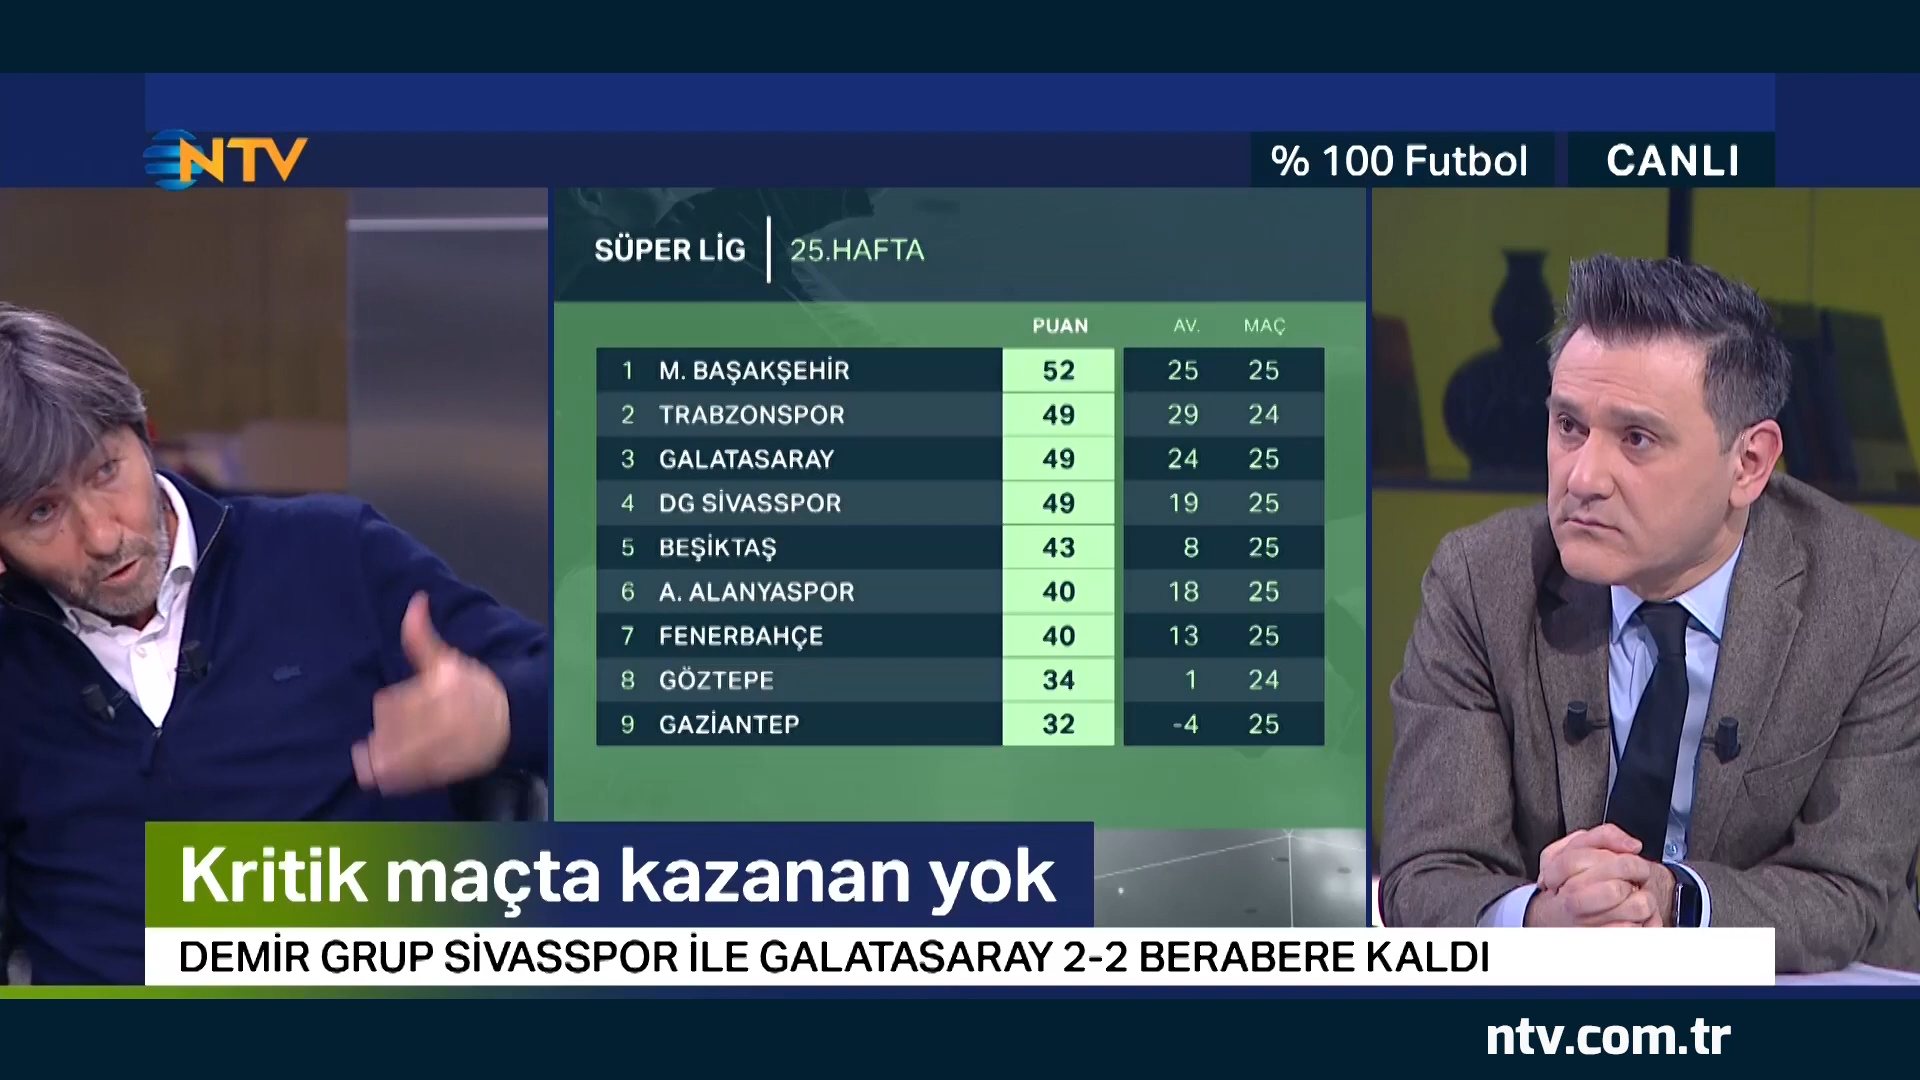 NTV
% 100 Futbol
CANLI
SÜPER LİG
25.HAFTA
PUAN AV. MAÇ
1 M. BAŞAKŞEHİR 52 25 25
2 TRABZONSPOR 49 29 24
3 GALATASARAY 49 24 25
4 DG SİVASSPOR 49 19 25
5 BEŞİKTAŞ 43 8 25
6 A. ALANYASPOR 40 18 25
7 FENERBAHÇE 40 13 25
8 GÖZTEPE 34 1 24
9 GAZİANTEP 32 -4 25
Kritik maçta kazanan yok
DEMİR GRUP SİVASSPOR İLE GALATASARAY 2-2 BERABERE KALDI
ntv.com.tr